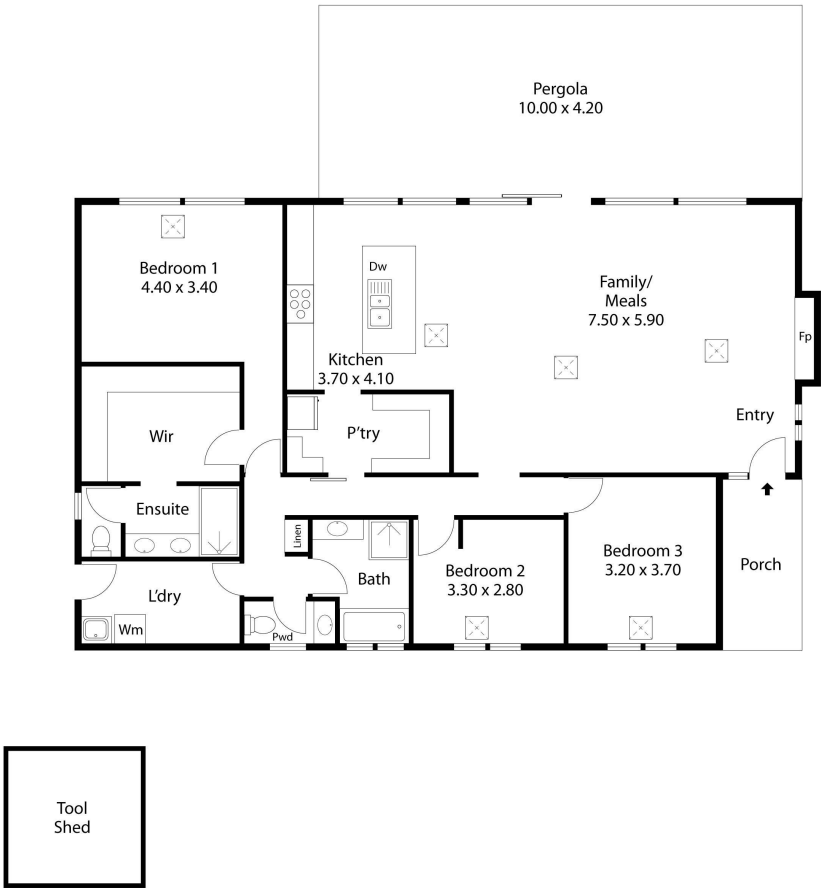 Pergola
10.00 x 4.20
Bedroom 1
4.40 x 3.40
Dw
Family/
Meals
7.50 x 5.90
Fp
Kitchen
3.70 x 4.10
Entry
Wir
P'try
Ensuite
Linen
Bath
Bedroom 2
3.30 x 2.80
Bedroom 3
3.20 x 3.70
Porch
L'dry
Wm
Pwd
Tool
Shed